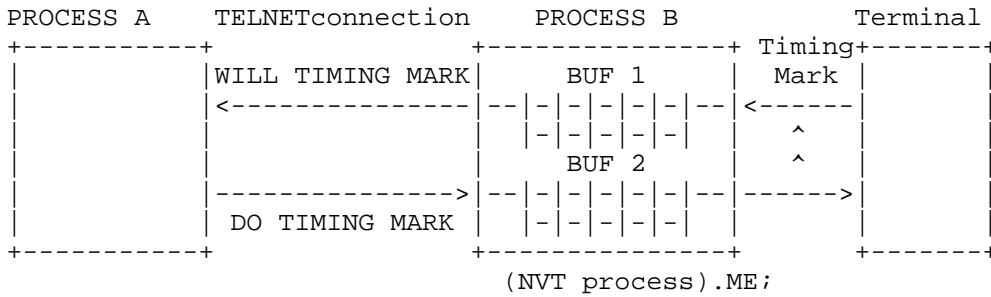 PROCESS A TELNETconnection PROCESS B Terminal
+-----------+ +---------------+ Timing+-------+
| |WILL TIMING MARK| BUF 1 | Mark | |
| |<---------------|--|-|-|-|-|-|--|<------| |
| | | |-|-|-|-|-| | ^ | |
| | | BUF 2 | ^ | |
| |--------------->|--|-|-|-|-|-|--|------>| |
| | DO TIMING MARK | |-|-|-|-|-| | | |
+-----------+ +---------------+ +-------+
(NVT process).ME;